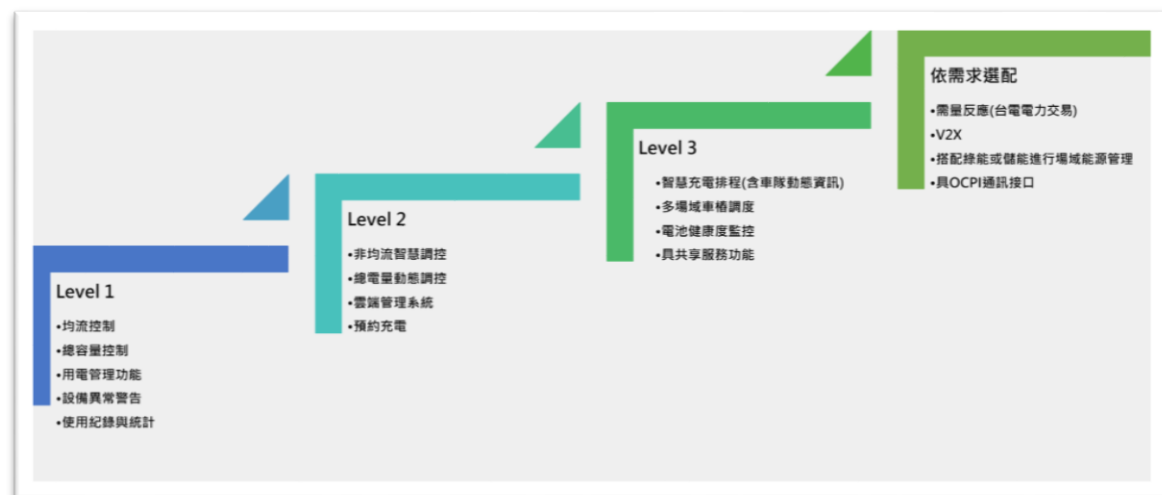 Level 1
•均流控制
•總容量控制
•用電管理功能
•設備異常警告
•使用紀錄與統計
Level 2
•非均流智慧調控
•總電量動態調控
•雲端管理系統
•預約充電
Level 3
•智慧充電排程(含車隊動態資訊)
•多場域車樁調度
•電池健康度監控
•具共享服務功能
依需求選配
•需量反應(台電電力交易)
•V2X
•搭配綠能或儲能進行場域能源管理
•具OCPI通訊接口